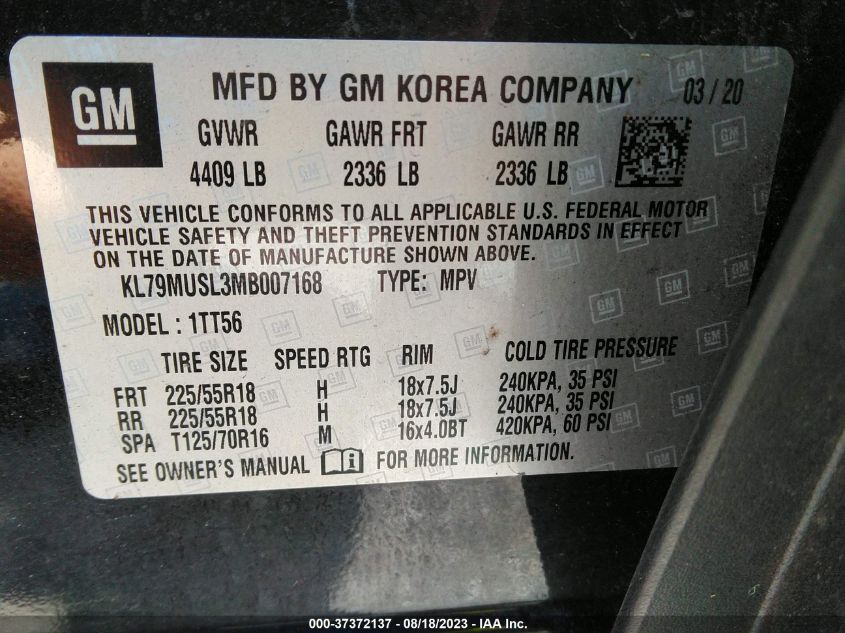 GM
MFD BY GM KOREA COMPANY 03 / 20
GVWR GAWR FRT GAWR RR
4409 LB 2336 LB 2336 LB
THIS VEHICLE CONFORMS TO ALL APPLICABLE U.S. FEDERAL MOTOR
VEHICLE SAFETY AND THEFT PREVENTION STANDARDS IN EFFECT
ON THE DATE OF MANUFACTURE SHOWN ABOVE.
KL79MUSL3MB007168 TYPE: MPV
MODEL : 1TT56
TIRE SIZE SPEED RTG RIM COLD TIRE PRESSURE
FRT 225/55R18 H 18x7.5J 240KPA, 35 PSI
RR 225/55R18 H 18x7.5J 240KPA, 35 PSI
SPA T125/70R16 M 16x4.0BT 420KPA, 60 PSI
SEE OWNER'S MANUAL FOR MORE INFORMATION.
000-37372137 - 08/18/2023 - IAA Inc.